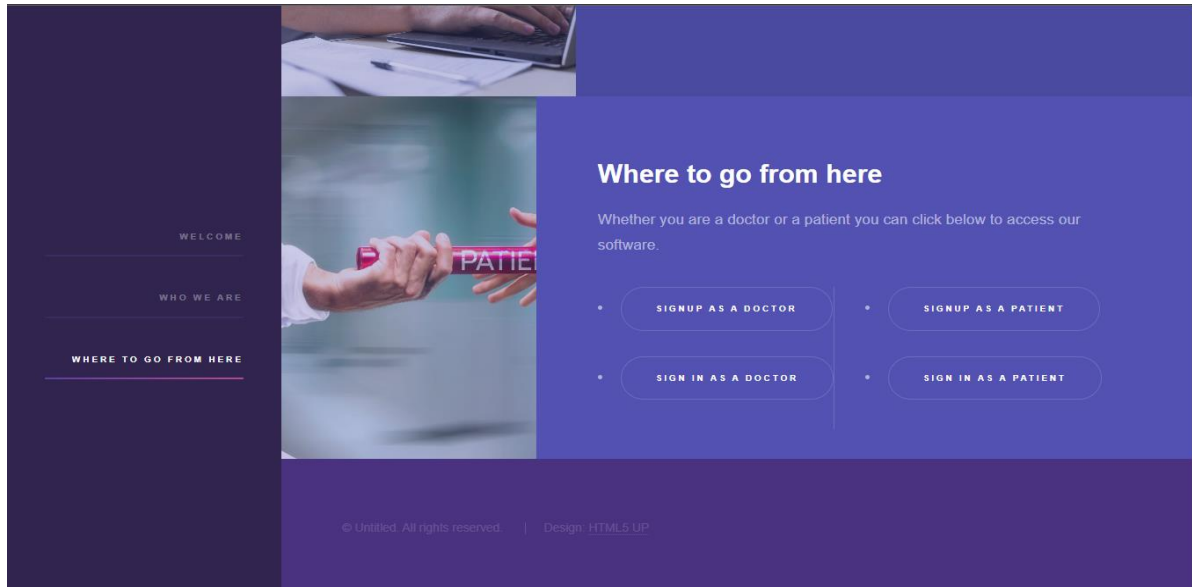 WELCOME
WHO WE ARE
WHERE TO GO FROM HERE
PATIE
Where to go from here
Whether you are a doctor or a patient you can click below to access our
software.
SIGNUP AS A DOCTOR
SIGNUP AS A PATIENT
SIGN IN AS A DOCTOR
SIGN IN AS A PATIENT
© Untitled. All rights reserved. | Design: HTML5 UP